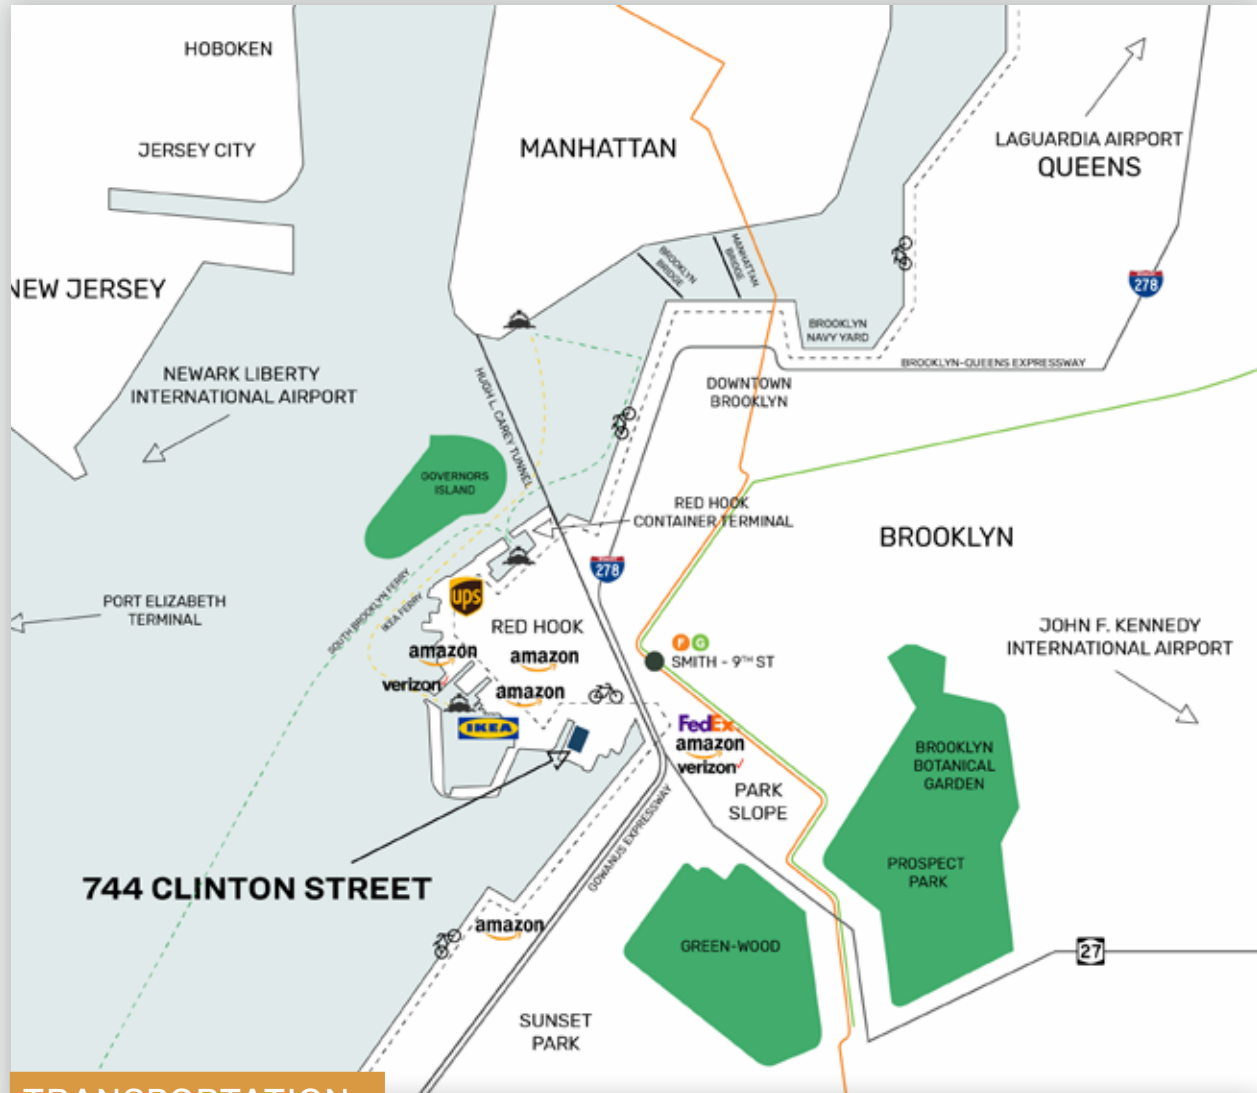 HOBOKEN
JERSEY CITY
MANHATTAN
LAGUARDIA AIRPORT
QUEENS
NEW JERSEY
BROOKLYN
BRIDGE
MANHATTAN
BRIDGE
278
BROOKLYN
NAVY YARD
BROOKLYN-QUEENS EXPRESSWAY
NEWARK LIBERTY
INTERNATIONAL AIRPORT
HUGH L. CAREY TUNNEL
DOWNTOWN
BROOKLYN
GOVERNORS
ISLAND
RED HOOK
CONTAINER TERMINAL
BROOKLYN
278
PORT ELIZABETH
TERMINAL
SOUTH BROOKLYN FERRY
IKEA FERRY
ups
RED HOOK
amazon
amazon
verizon
amazon
IKEA
F G
SMITH - 9TH ST
JOHN F. KENNEDY
INTERNATIONAL AIRPORT
FedEx
amazon
verizon
PARK
SLOPE
BROOKLYN
BOTANICAL
GARDEN
GOWANUS EXPRESSWAY
PROSPECT
PARK
744 CLINTON STREET
amazon
GREEN-WOOD
27
SUNSET
PARK
TRANSPORTATION